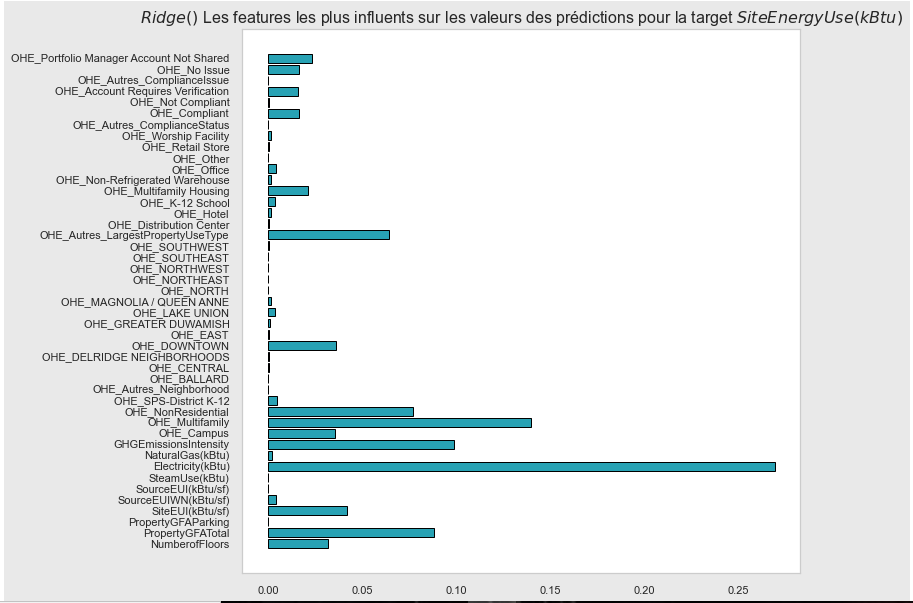 Ridge() Les features les plus influents sur les valeurs des prédictions pour la target SiteEnergyUse(kBtu)
OHE_Portfolio Manager Account Not Shared
OHE_No Issue
OHE_Autres_ComplianceIssue
OHE_Account Requires Verification
OHE_Not Compliant
OHE_Compliant
OHE_Autres_ComplianceStatus
OHE_Worship Facility
OHE_Retail Store
OHE_Other
OHE_Office
OHE_Non-Refrigerated Warehouse
OHE_Multifamily Housing
OHE_K-12 School
OHE_Hotel
OHE_Distribution Center
OHE_Autres_LargestPropertyUseType
OHE_SOUTHWEST
OHE_SOUTHEAST
OHE_NORTHWEST
OHE_NORTHEAST
OHE_NORTH
OHE_MAGNOLIA / QUEEN ANNE
OHE_LAKE UNION
OHE_GREATER DUWAMISH
OHE_EAST
OHE_DOWNTOWN
OHE_DELRIDGE NEIGHBORHOODS
OHE_CENTRAL
OHE_BALLARD
OHE_Autres_Neighborhood
OHE_SPS-District K-12
OHE_NonResidential
OHE_Multifamily
OHE_Campus
GHGEmissionsIntensity
NaturalGas(kBtu)
Electricity(kBtu)
SteamUse(kBtu)
SourceEUI(kBtu/sf)
SourceEUIWN(kBtu/sf)
SiteEUI(kBtu/sf)
PropertyGFAParking
PropertyGFATotal
NumberofFloors
0.00 0.05 0.10 0.15 0.20 0.25